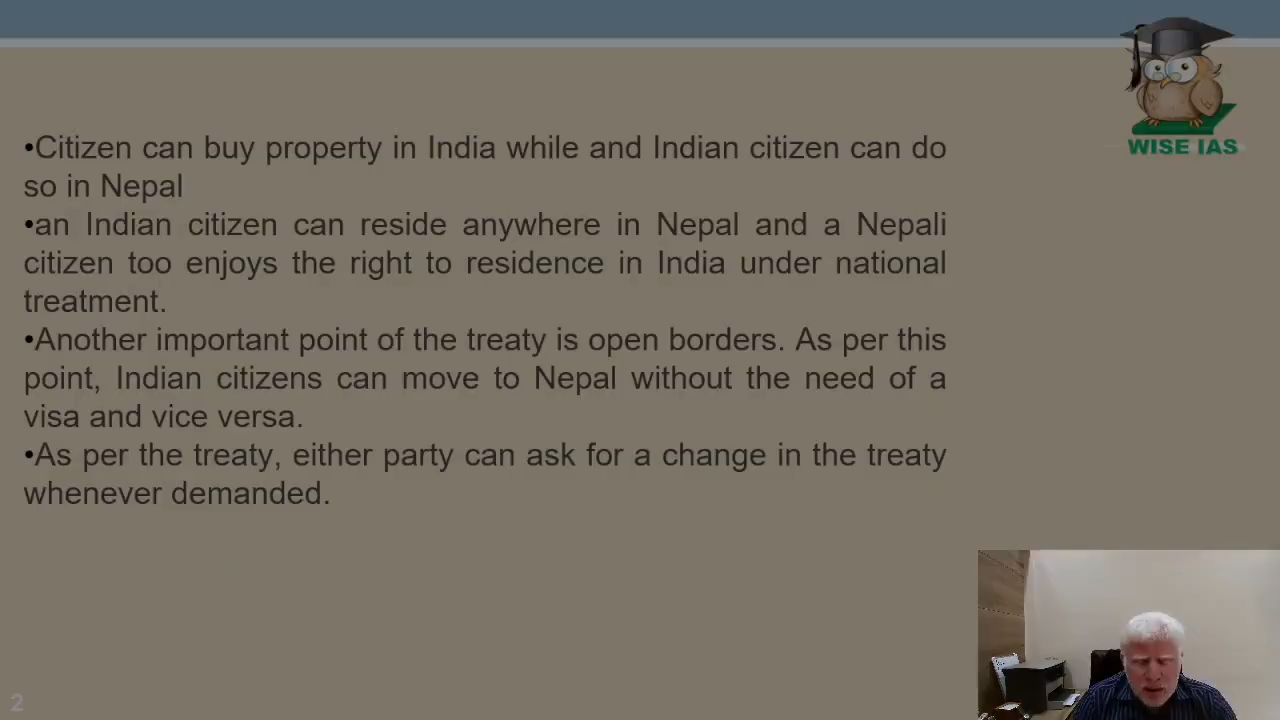 WISE IAS
•Citizen can buy property in India while and Indian citizen can do
so in Nepal
•an Indian citizen can reside anywhere in Nepal and a Nepali
citizen too enjoys the right to residence in India under national
treatment.
•Another important point of the treaty is open borders. As per this
point, Indian citizens can move to Nepal without the need of a
visa and vice versa.
•As per the treaty, either party can ask for a change in the treaty
whenever demanded.
2